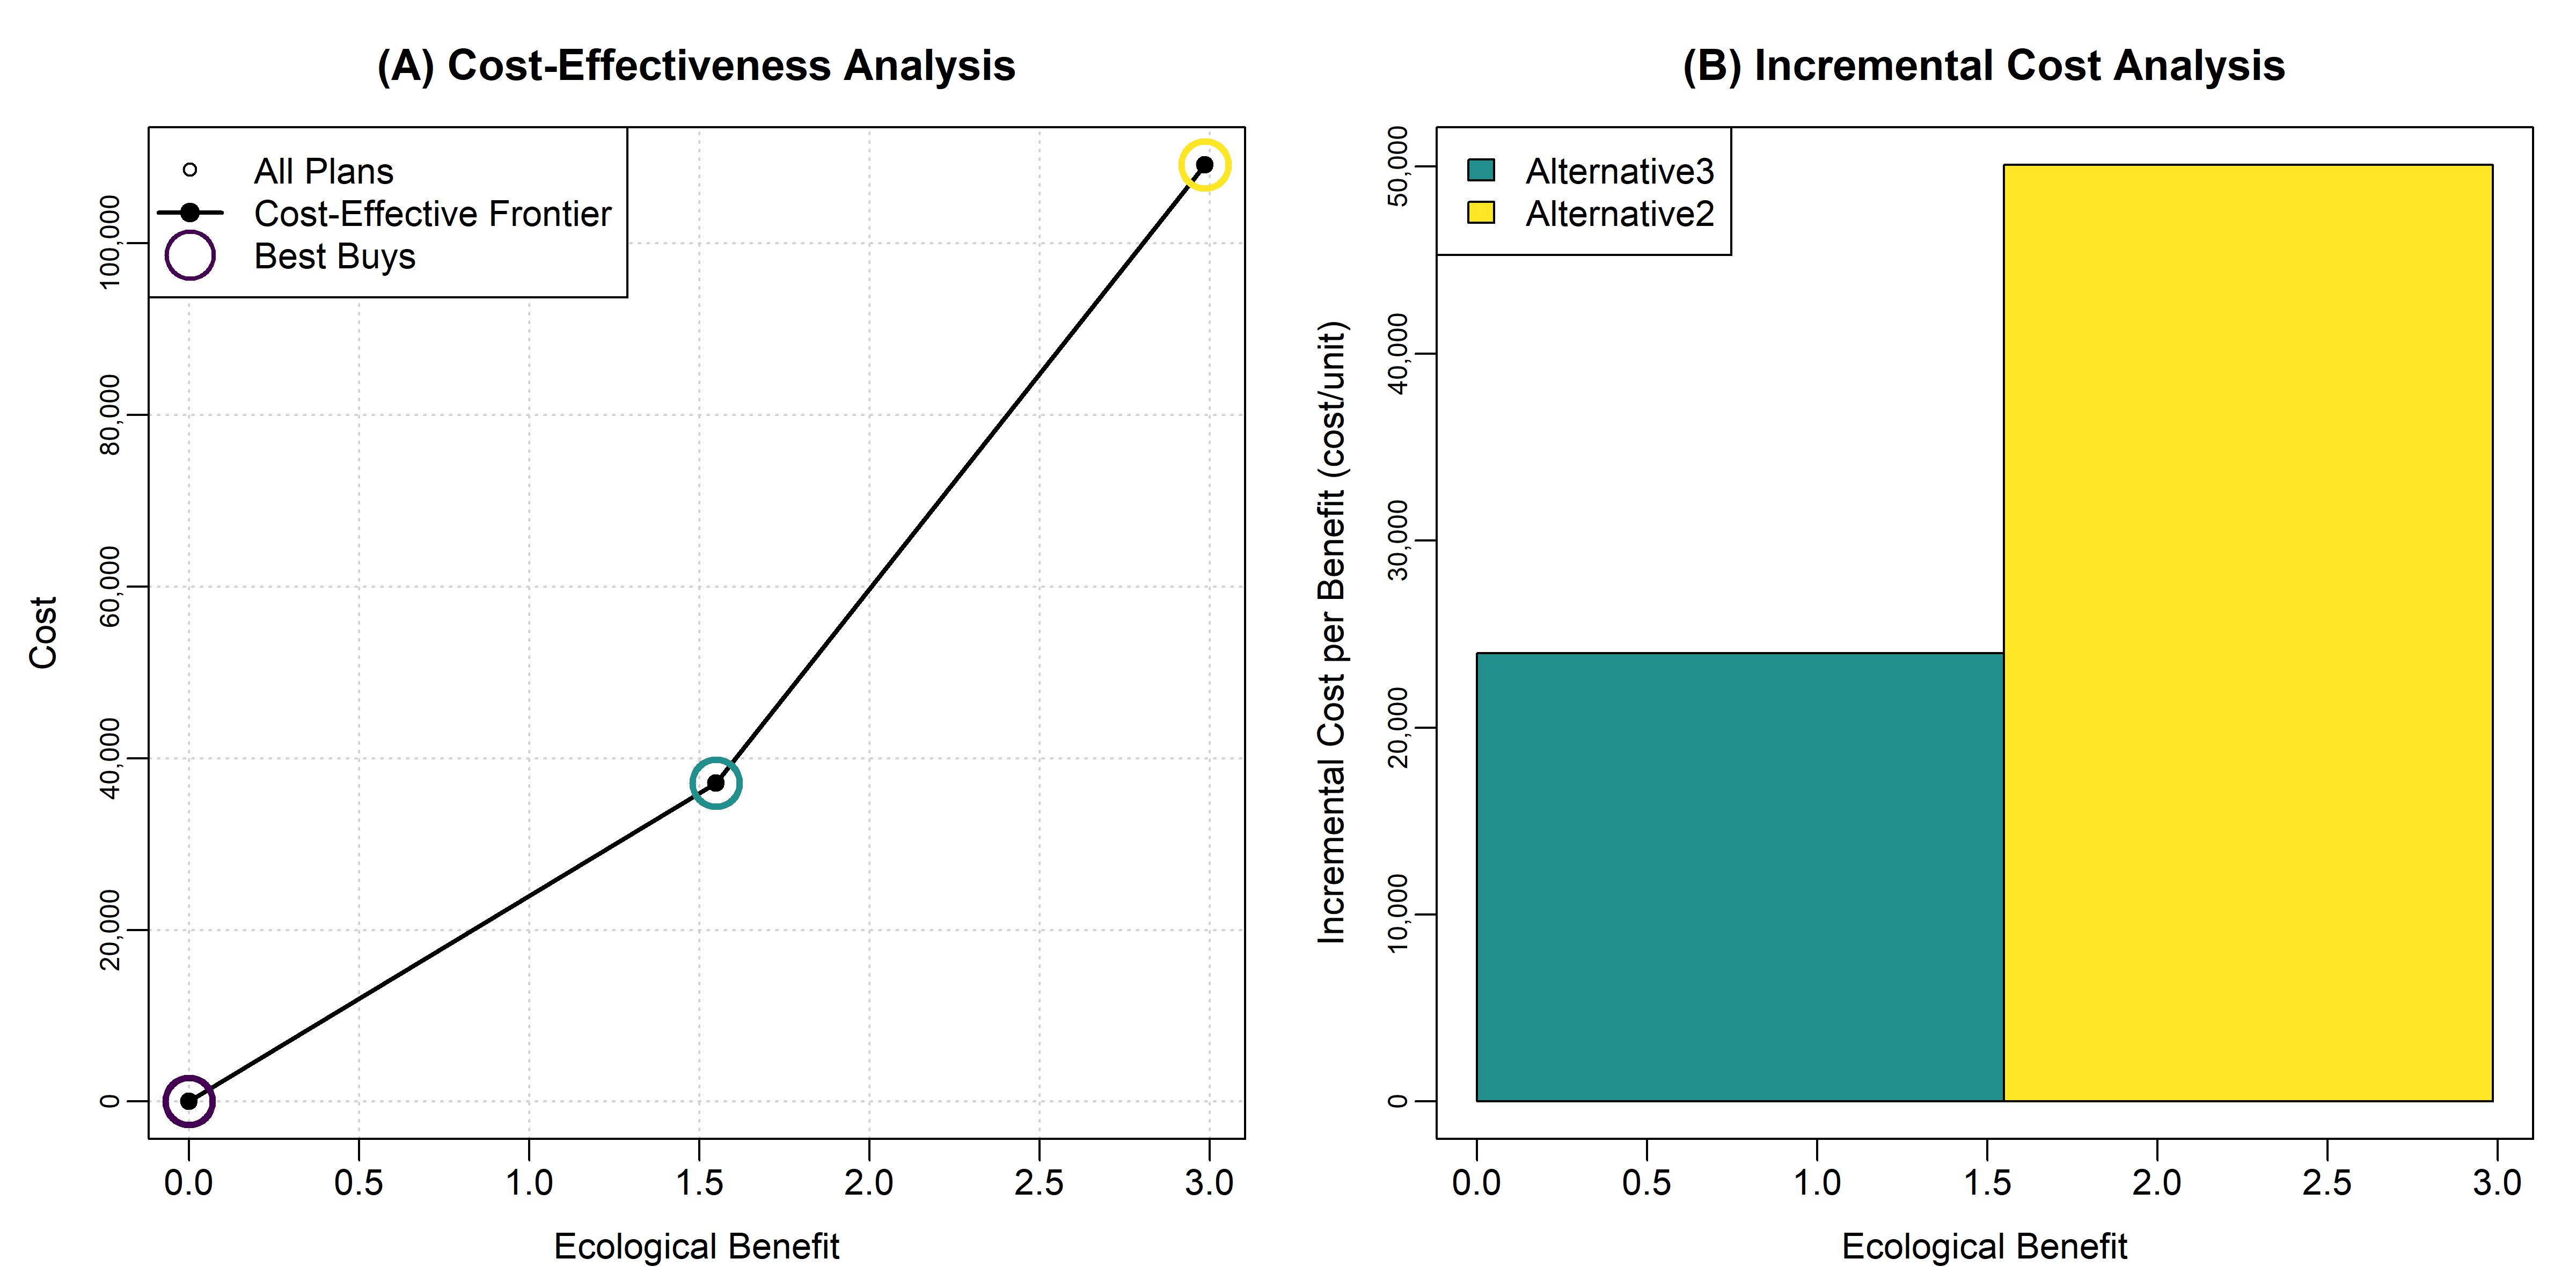 (A) Cost-Effectiveness Analysis
All Plans
Cost-Effective Frontier
Best Buys
Cost
100,000
80,000
60,000
40,000
20,000
0
0.0 0.5 1.0 1.5 2.0 2.5 3.0
Ecological Benefit
(B) Incremental Cost Analysis
Alternative3
Alternative2
Incremental Cost per Benefit (cost/unit)
50,000
40,000
30,000
20,000
10,000
0
0.0 0.5 1.0 1.5 2.0 2.5 3.0
Ecological Benefit